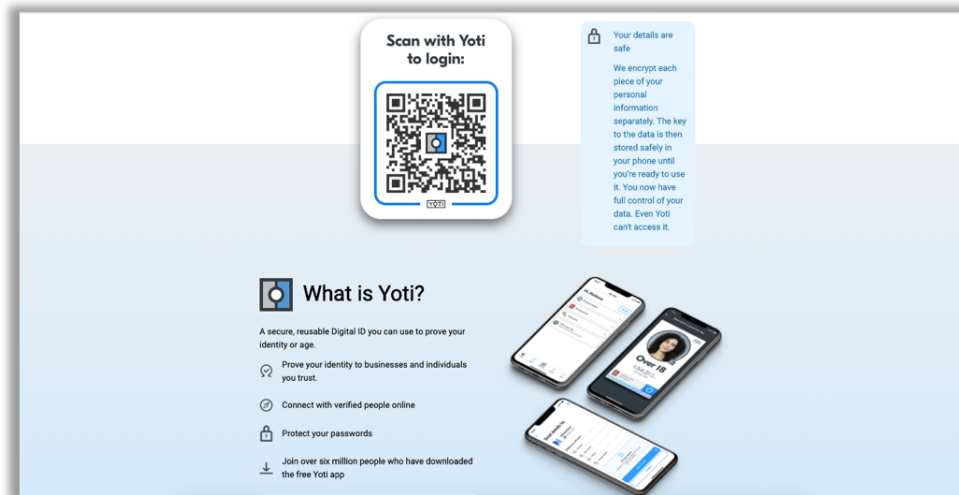 Scan with Yoti
to login:
YOTI
Your details are
safe
We encrypt each
piece of your
personal
information
separately. The key
to the data is then
stored safely in
your phone until
you're ready to use
it. You now have
full control of your
data. Even Yoti
can't access it.
What is Yoti?
A secure, reusable Digital ID you can use to prove your
identity or age.
Prove your identity to businesses and individuals
you trust.
Connect with verified people online
Protect your passwords
Join over six million people who have downloaded
the free Yoti app
Over 18